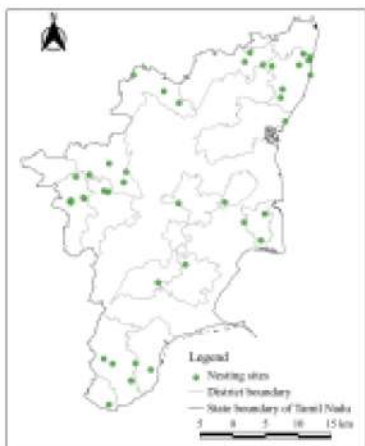 N
Legend
Nesting sites
District boundary
State boundary of Tamil Nadu
5 0 5 10 15 km